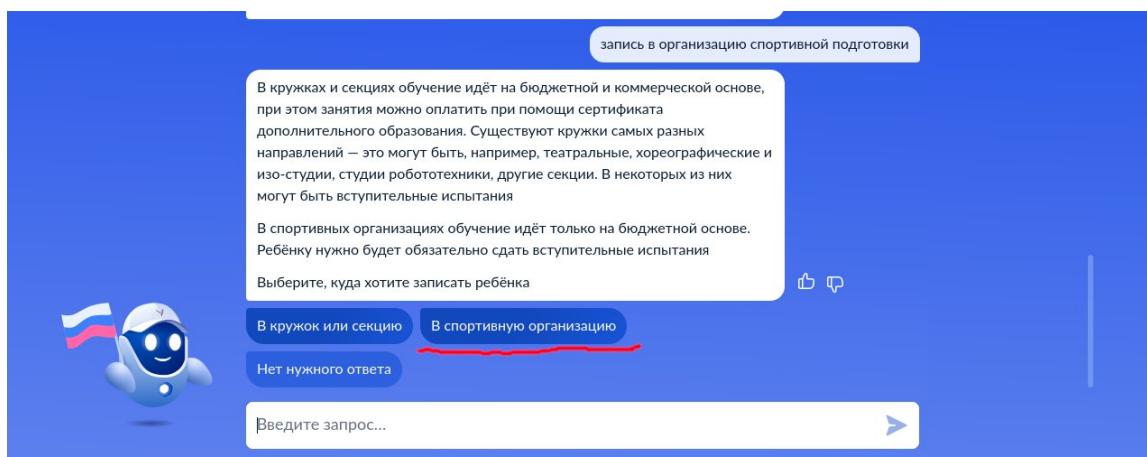 запись в организацию спортивной подготовки
В кружках и секциях обучение идёт на бюджетной и коммерческой основе,
при этом занятия можно оплатить при помощи сертификата
дополнительного образования. Существуют кружки самых разных
направлений — это могут быть, например, театральные, хореографические и
изо-студии, студии робототехники, другие секции. В некоторых из них
могут быть вступительные испытания
В спортивных организациях обучение идёт только на бюджетной основе.
Ребёнку нужно будет обязательно сдать вступительные испытания
Выберите, куда хотите записать ребёнка
В кружок или секцию
В спортивную организацию
Нет нужного ответа
Введите запрос...